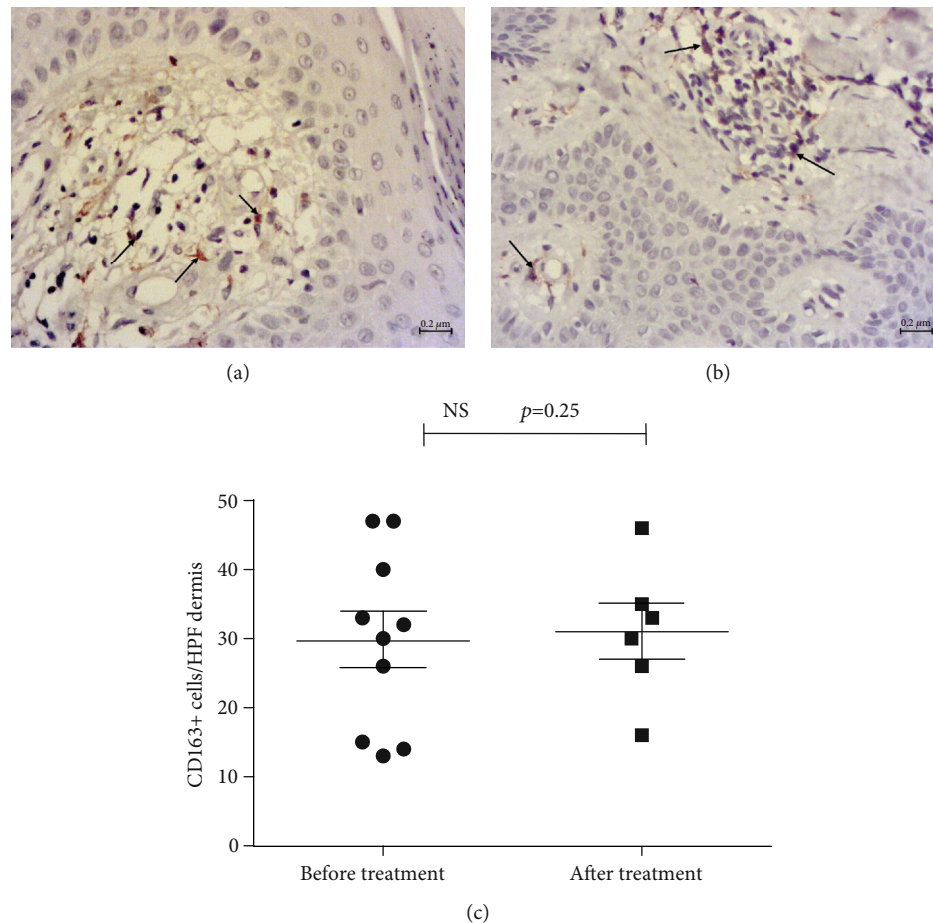 0.2 μm
0.2 μm
(a)
(b)
NS p=0.25
50
40
30
20
10
0
CD163+ cells/HPF dermis
Before treatment
After treatment
(c)